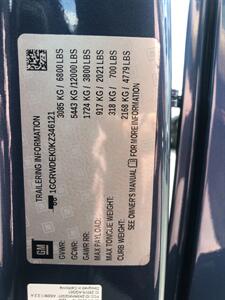 TRAILERING INFORMATION
1GCRWDEK0KZ346121
GM
GVWR: 3085 KG / 6800 LBS
GCWR: 5443 KG / 12000 LBS
GAWR RR: 1724 KG / 3800 LBS
MAX PAYLOAD: 917 KG / 2021 LBS
MAX TONGUE WEIGHT: 318 KG / 700 LBS
CURB WEIGHT: 2168 KG / 4779 LBS
SEE OWNER'S MANUAL FOR MORE INFORMATION